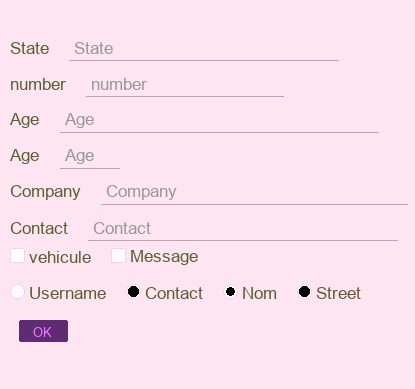 State State
number number
Age Age
Age Age
Company Company
Contact Contact
vehicule Message
Username Contact Nom Street
OK